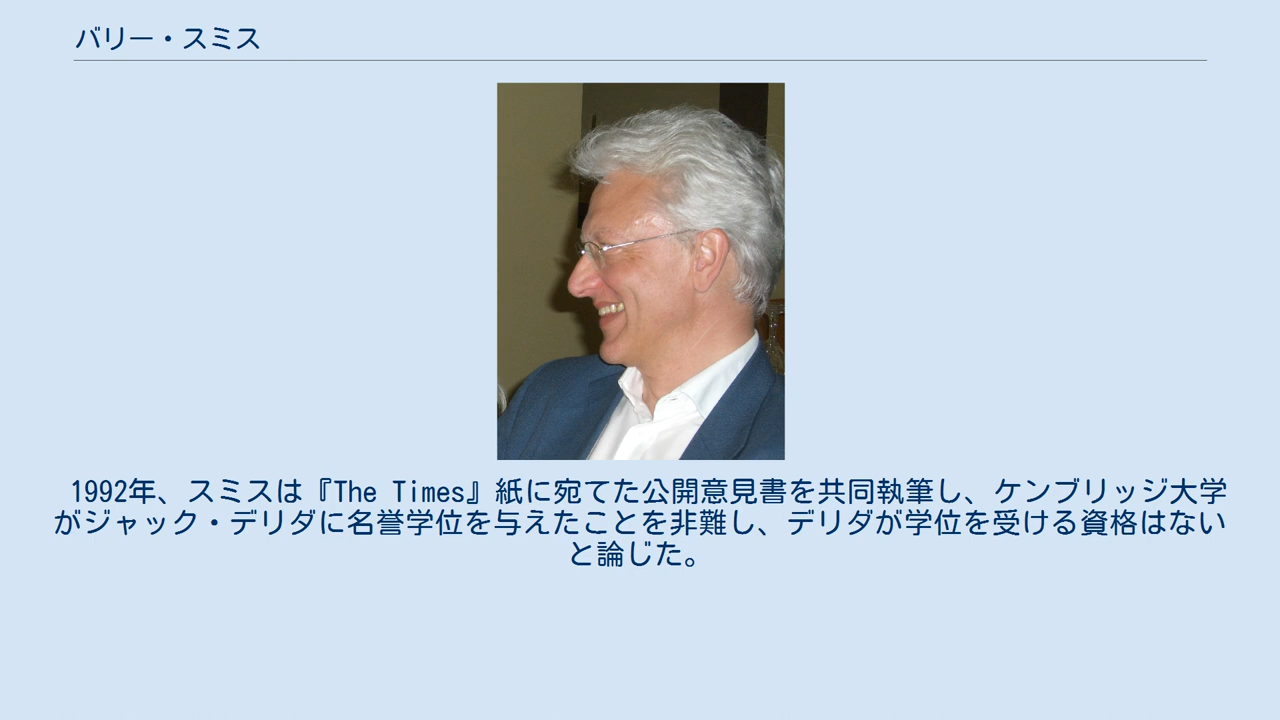 バリー・スミス
1992年、スミスは『The Times』紙に宛てた公開意見書を共同執筆し、ケンブリッジ大学
がジャック・デリダに名誉学位を与えたことを非難し、デリダが学位を受ける資格はない
と論じた。